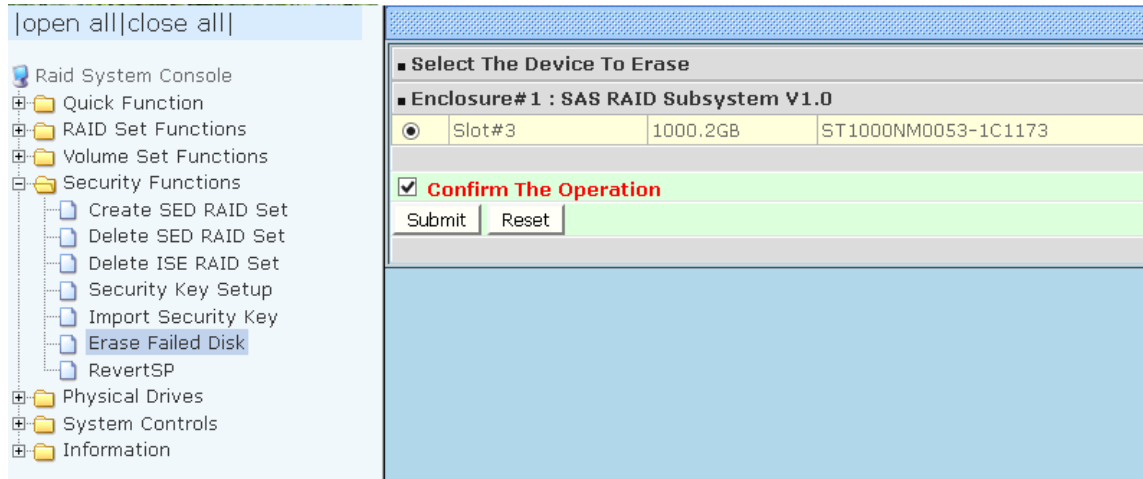 |open all|close all|
Raid System Console
Quick Function
RAID Set Functions
Volume Set Functions
Security Functions
Create SED RAID Set
Delete SED RAID Set
Delete ISE RAID Set
Security Key Setup
Import Security Key
Erase Failed Disk
RevertSP
Physical Drives
System Controls
Information
Select The Device To Erase
Enclosure#1 : SAS RAID Subsystem V1.0
Slot#3 1000.2GB ST1000NM0053-1C1173
Confirm The Operation
Submit Reset